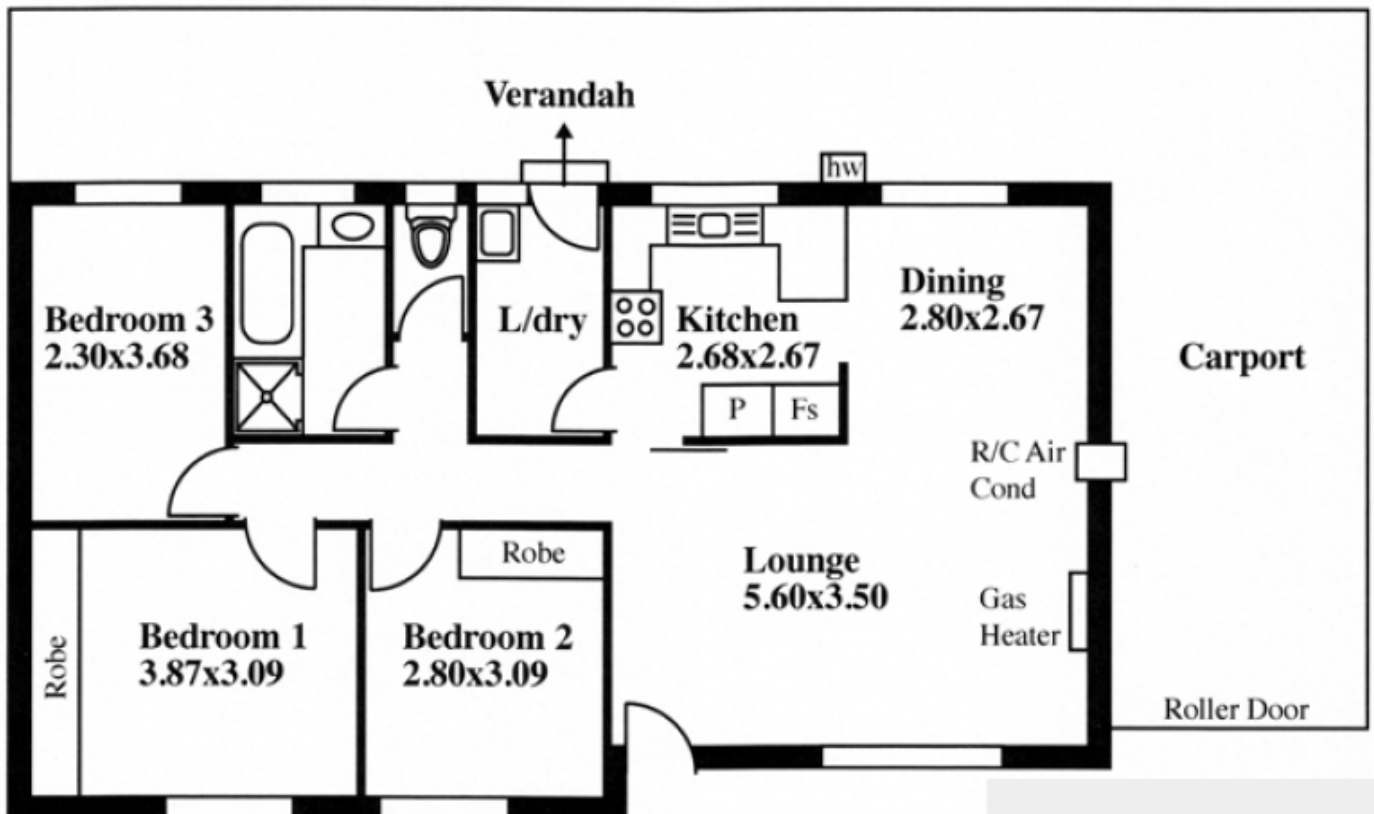 Verandah
hw
Bedroom 3
2.30x3.68
L/dry
Kitchen
2.68x2.67
Dining
2.80x2.67
Carport
P
Fs
R/C Air
Cond
Robe
Lounge
5.60x3.50
Gas
Heater
Robe
Bedroom 1
3.87x3.09
Bedroom 2
2.80x3.09
Roller Door